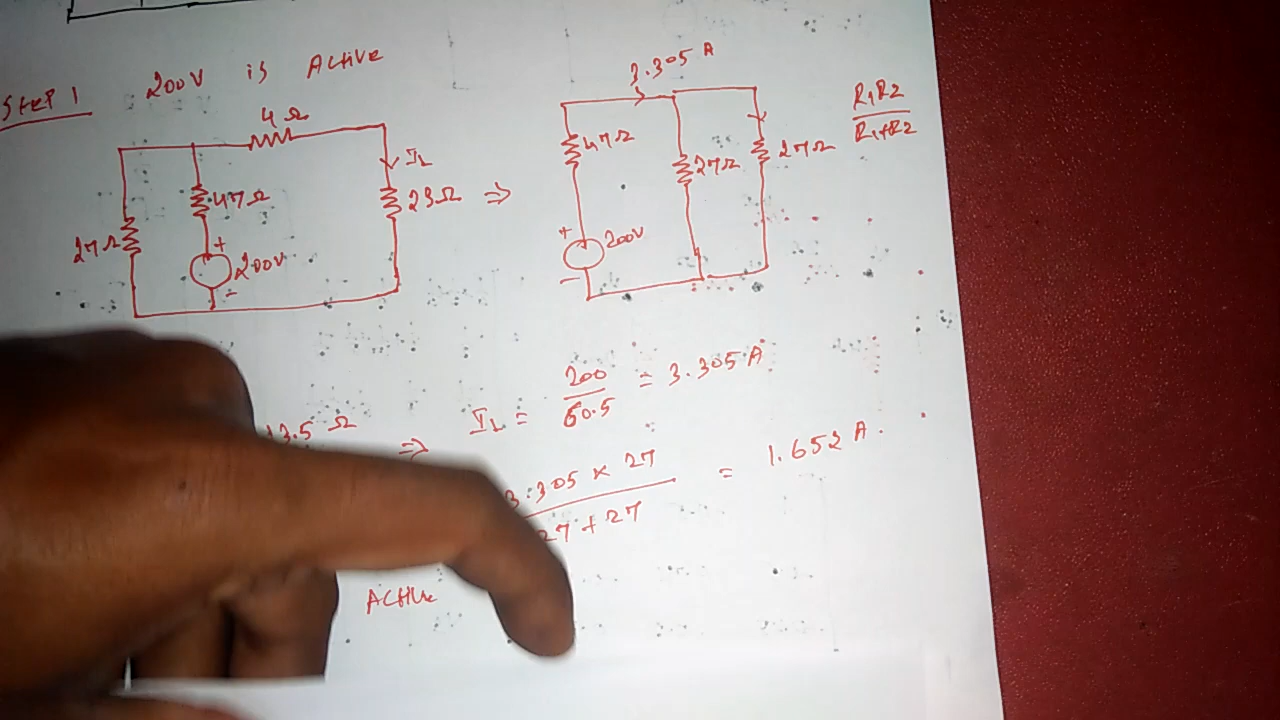 Step 1 200V is Active
4Ω
IL
47Ω
23Ω
27Ω
+
200V
-
⇒
3.305 A
47Ω
27Ω
27Ω
+
200V
-
R1R2
R1+R2
13.5 Ω ⇒ IL = 200 / 60.5 = 3.305 A
3.305 × 27 / 27 + 27 = 1.652 A.
Active